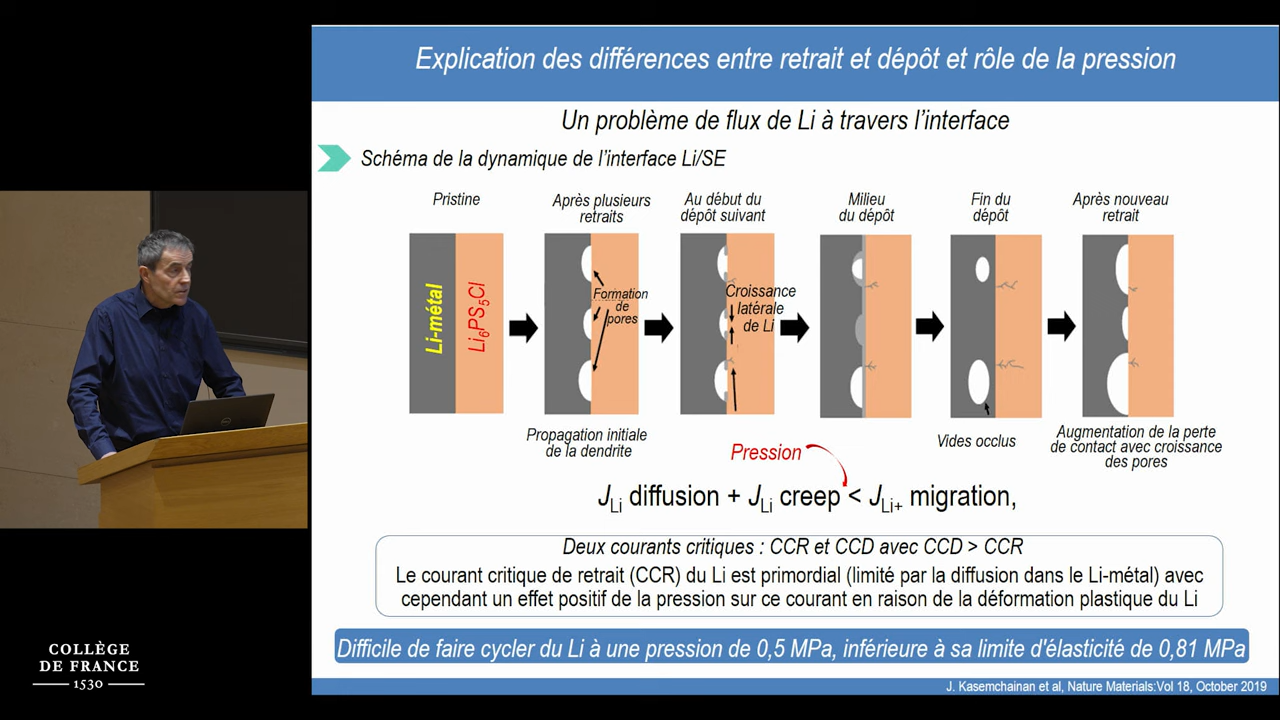 Explication des différences entre retrait et dépôt et rôle de la pression
Un problème de flux de Li à travers l'interface
Schéma de la dynamique de l'interface Li/SE
Pristine
Après plusieurs
retraits
Au début du
dépôt suivant
Milieu
du dépôt
Fin du
dépôt
Après nouveau
retrait
Li-métal
Li6PS5Cl
Formation
de
pores
Croissance
latérale
de Li
Propagation initiale
de la dendrite
Vides occlus
Augmentation de la perte
de contact avec croissance
des pores
Pression
JLi diffusion + JLi creep < JLi+ migration,
Deux courants critiques : CCR et CCD avec CCD > CCR
Le courant critique de retrait (CCR) du Li est primordial (limité par la diffusion dans le Li-métal) avec
cependant un effet positif de la pression sur ce courant en raison de la déformation plastique du Li
Difficile de faire cycler du Li à une pression de 0,5 MPa, inférieure à sa limite d'élasticité de 0,81 MPa
J. Kasemchainan et al, Nature Materials:Vol 18, October 2019
COLLÈGE
DE FRANCE
1530